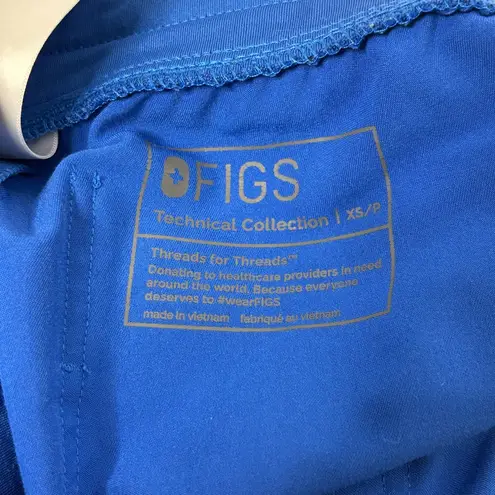 FIGS
Technical Collection | XS/P
Threads for Threads™
Donating to healthcare providers in need
around the world. Because everyone
deserves to #wearFIGS
made in vietnam fabriqué au vietnam